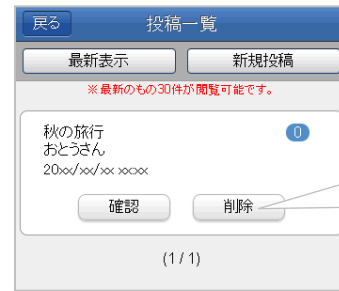 戻る 投稿一覧
最新表示 新規投稿
※最新のもの30件が閲覧可能です。
秋の旅行 0
おとうさん
20xx/xx/xx xxxx
確認 削除
(1 / 1)